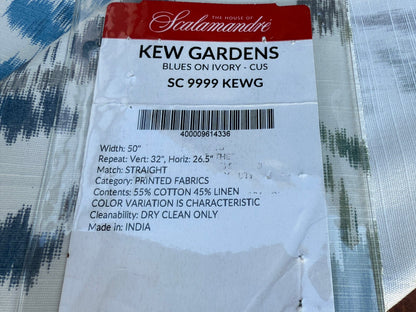 THE HOUSE OF
Scalamandré
KEW GARDENS
BLUES ON IVORY - CUS
SC 9999 KEWG
400009614336
Width: 50"
Repeat: Vert: 32", Horiz: 26.5"
THE
Match: STRAIGHT
Category: PRINTED FABRICS
Contents: 55% COTTON 45% LINEN
COLOR VARIATION IS CHARACTERISTIC
Cleanability: DRY CLEAN ONLY
Made in: INDIA